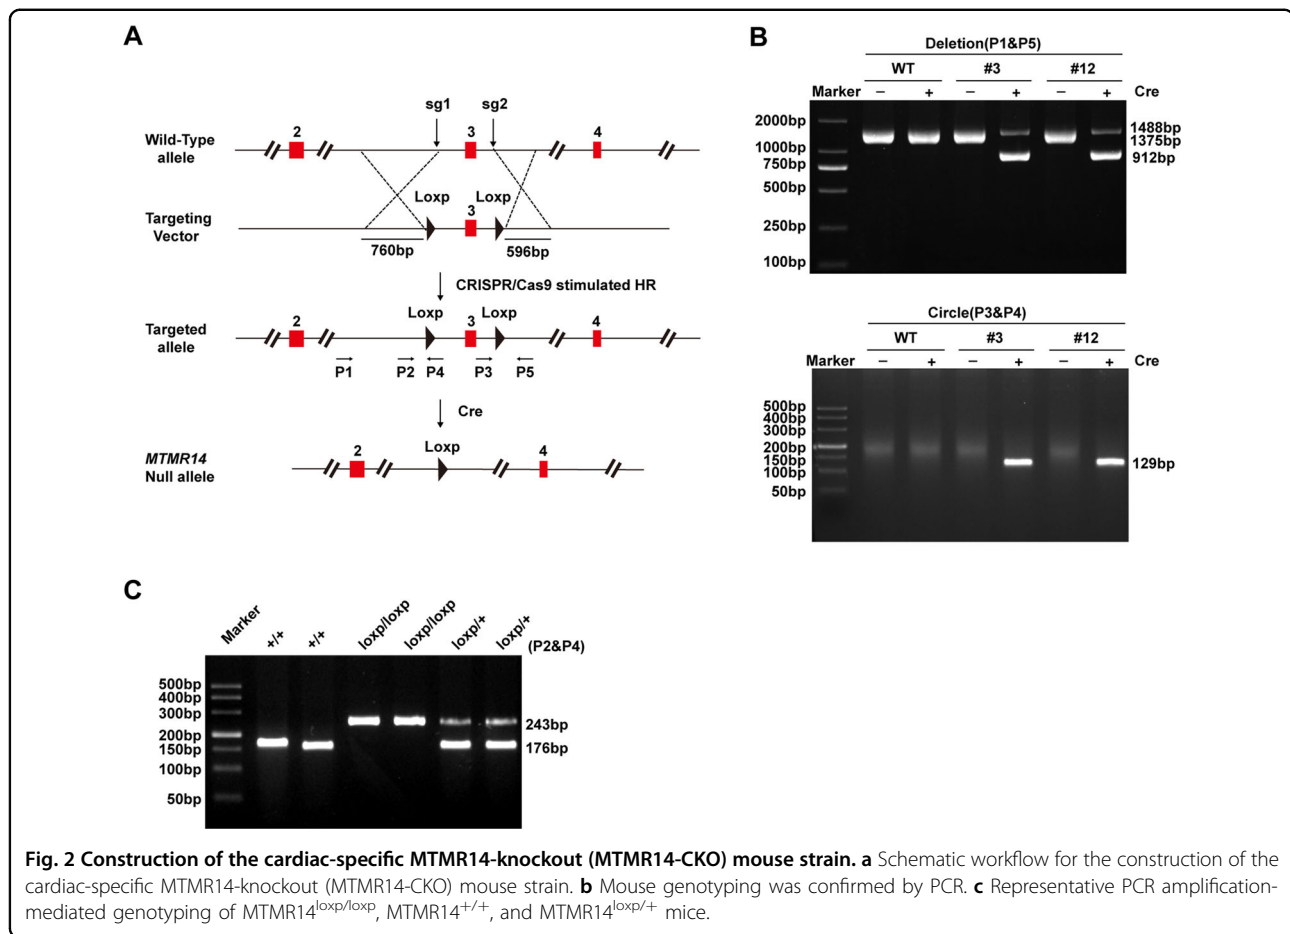 A
sg1 sg2
Wild-Type allele
2 3 4
Loxp Loxp
Targeting Vector
3
760bp 596bp
CRISPR/Cas9 stimulated HR
Loxp Loxp
Targeted allele
2 3 4
P1 P2 P4 P3 P5
Cre
Loxp
MTMR14 Null allele
2 4
B
Deletion(P1&P5)
WT #3 #12
Marker − + − + − + Cre
2000bp
1000bp
750bp
500bp
250bp
100bp
1488bp
1375bp
912bp
Circle(P3&P4)
WT #3 #12
Marker − + − + − + Cre
500bp
400bp
300bp
200bp
150bp
100bp
50bp
129bp
C
Marker +/+ +/+ loxp/loxp loxp/loxp loxp/+ loxp/+
(P2&P4)
500bp
400bp
300bp
200bp
150bp
100bp
50bp
243bp
176bp
Fig. 2 Construction of the cardiac-specific MTMR14-knockout (MTMR14-CKO) mouse strain. a Schematic workflow for the construction of the
cardiac-specific MTMR14-knockout (MTMR14-CKO) mouse strain. b Mouse genotyping was confirmed by PCR. c Representative PCR amplification-
mediated genotyping of MTMR14loxp/loxp, MTMR14+/+, and MTMR14loxp/+ mice.